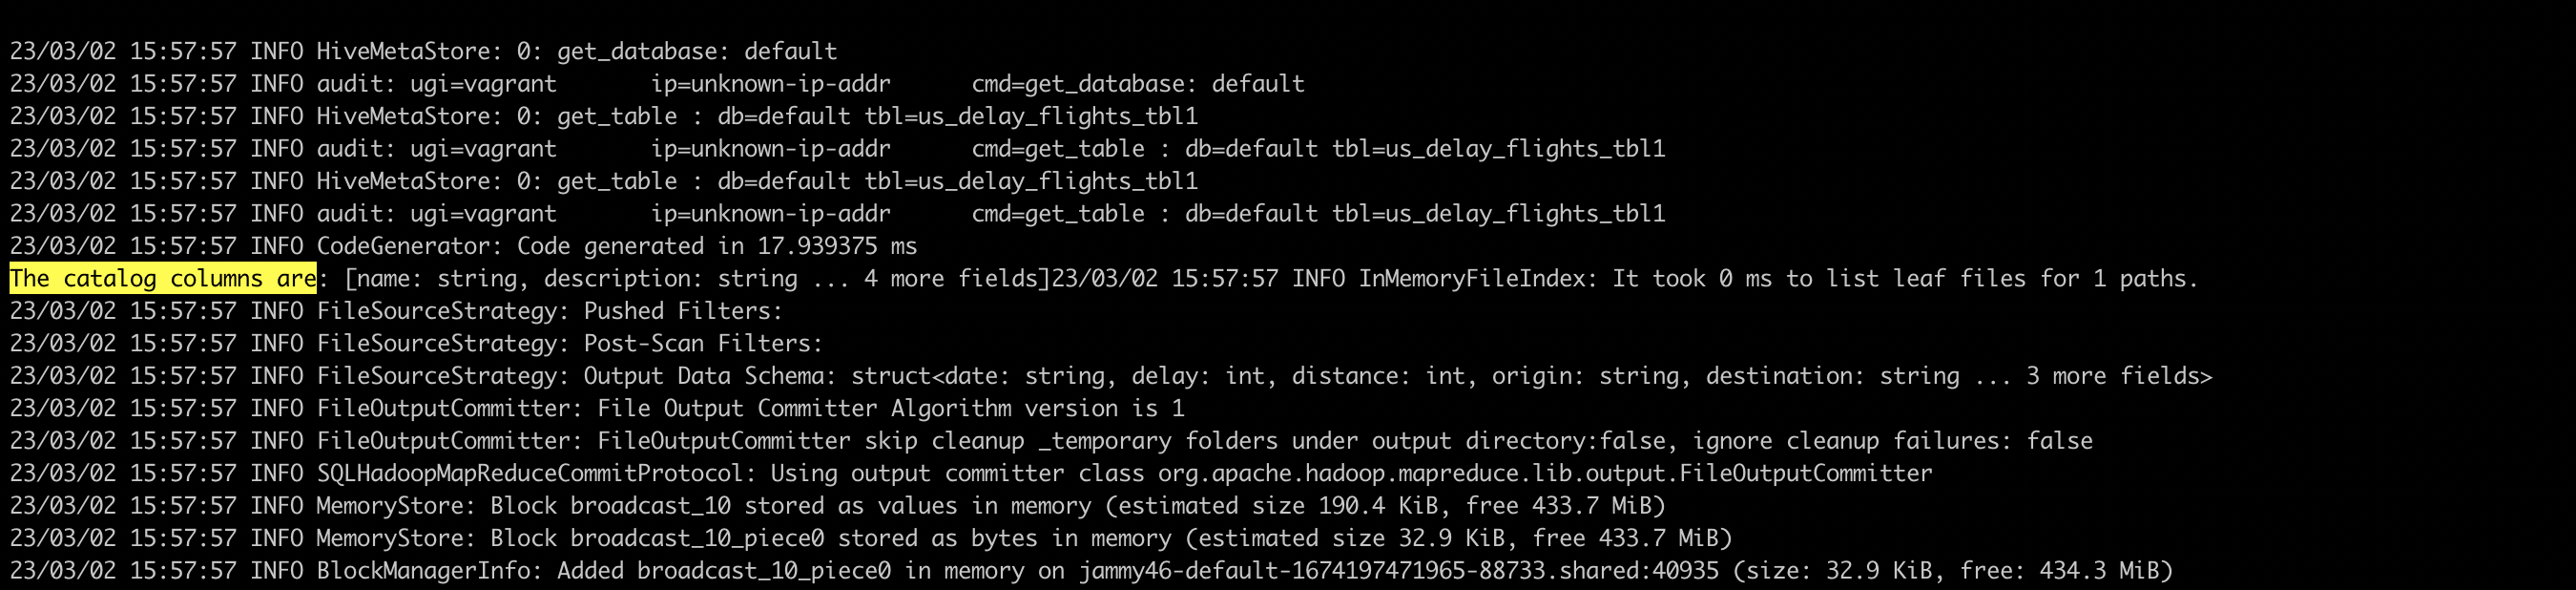 23/03/02 15:57:57 INFO HiveMetaStore: 0: get_database: default
23/03/02 15:57:57 INFO audit: ugi=vagrant       ip=unknown-ip-addr      cmd=get_database: default
23/03/02 15:57:57 INFO HiveMetaStore: 0: get_table : db=default tbl=us_delay_flights_tbl1
23/03/02 15:57:57 INFO audit: ugi=vagrant       ip=unknown-ip-addr      cmd=get_table : db=default tbl=us_delay_flights_tbl1
23/03/02 15:57:57 INFO HiveMetaStore: 0: get_table : db=default tbl=us_delay_flights_tbl1
23/03/02 15:57:57 INFO audit: ugi=vagrant       ip=unknown-ip-addr      cmd=get_table : db=default tbl=us_delay_flights_tbl1
23/03/02 15:57:57 INFO CodeGenerator: Code generated in 17.939375 ms
The catalog columns are: [name: string, description: string ... 4 more fields]23/03/02 15:57:57 INFO InMemoryFileIndex: It took 0 ms to list leaf files for 1 paths.
23/03/02 15:57:57 INFO FileSourceStrategy: Pushed Filters:
23/03/02 15:57:57 INFO FileSourceStrategy: Post-Scan Filters:
23/03/02 15:57:57 INFO FileSourceStrategy: Output Data Schema: struct<date: string, delay: int, distance: int, origin: string, destination: string ... 3 more fields>
23/03/02 15:57:57 INFO FileOutputCommitter: File Output Committer Algorithm version is 1
23/03/02 15:57:57 INFO FileOutputCommitter: FileOutputCommitter skip cleanup _temporary folders under output directory:false, ignore cleanup failures: false
23/03/02 15:57:57 INFO SQLHadoopMapReduceCommitProtocol: Using output committer class org.apache.hadoop.mapreduce.lib.output.FileOutputCommitter
23/03/02 15:57:57 INFO MemoryStore: Block broadcast_10 stored as values in memory (estimated size 190.4 KiB, free 433.7 MiB)
23/03/02 15:57:57 INFO MemoryStore: Block broadcast_10_piece0 stored as bytes in memory (estimated size 32.9 KiB, free 433.7 MiB)
23/03/02 15:57:57 INFO BlockManagerInfo: Added broadcast_10_piece0 in memory on jammy46-default-1674197471965-88733.shared:40935 (size: 32.9 KiB, free: 434.3 MiB)